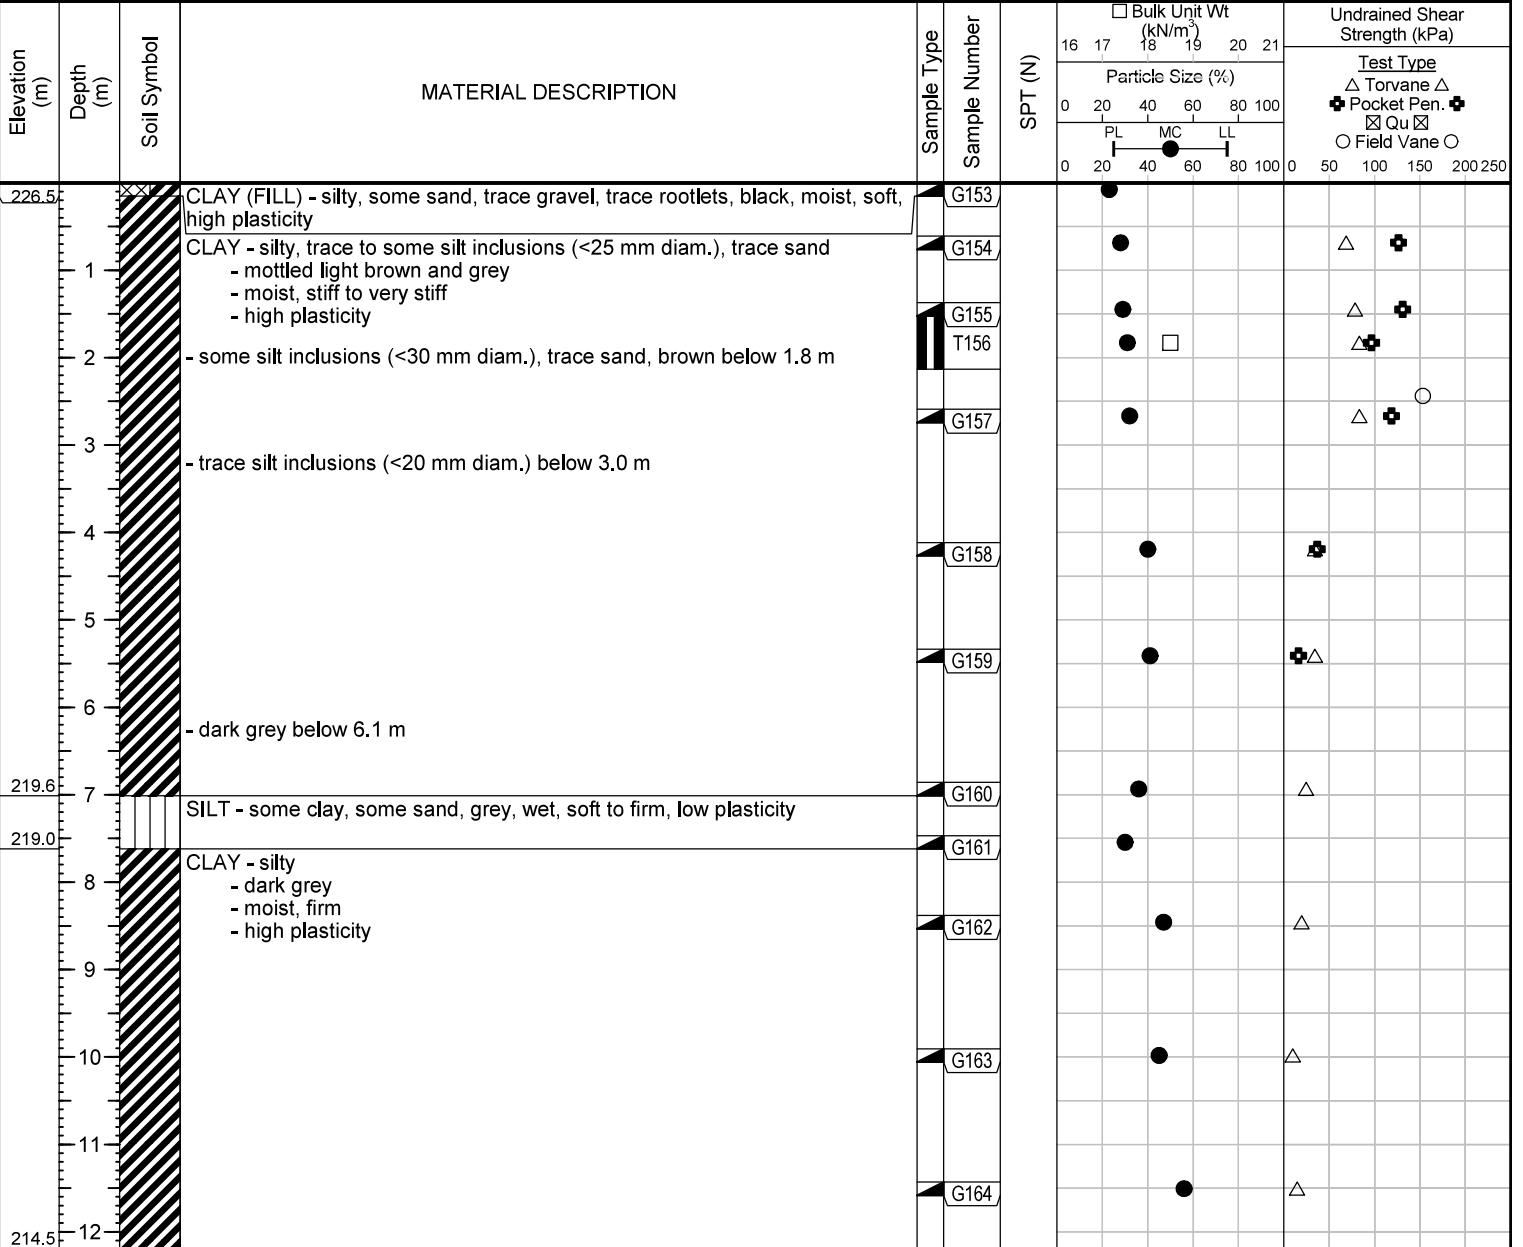 Elevation
(m)
Depth
(m)
Soil Symbol
MATERIAL DESCRIPTION
Sample Type
Sample Number
SPT (N)
Bulk Unit Wt
(kN/m³)
16 17 18 19 20 21
Particle Size (%)
0 20 40 60 80 100
PL MC LL
0 20 40 60 80 100
Undrained Shear
Strength (kPa)
Test Type
Torvane
Pocket Pen.
Qu
Field Vane
0 50 100 150 200 250
226.5
CLAY (FILL) - silty, some sand, trace gravel, trace rootlets, black, moist, soft,
high plasticity
G153
CLAY - silty, trace to some silt inclusions (<25 mm diam.), trace sand
G154
1
- mottled light brown and grey
- moist, stiff to very stiff
- high plasticity
G155
T156
2
- some silt inclusions (<30 mm diam.), trace sand, brown below 1.8 m
G157
3
- trace silt inclusions (<20 mm diam.) below 3.0 m
4
G158
5
G159
6
- dark grey below 6.1 m
219.6
7
G160
SILT - some clay, some sand, grey, wet, soft to firm, low plasticity
219.0
G161
CLAY - silty
8
- dark grey
- moist, firm
- high plasticity
G162
9
10
G163
11
G164
12
214.5